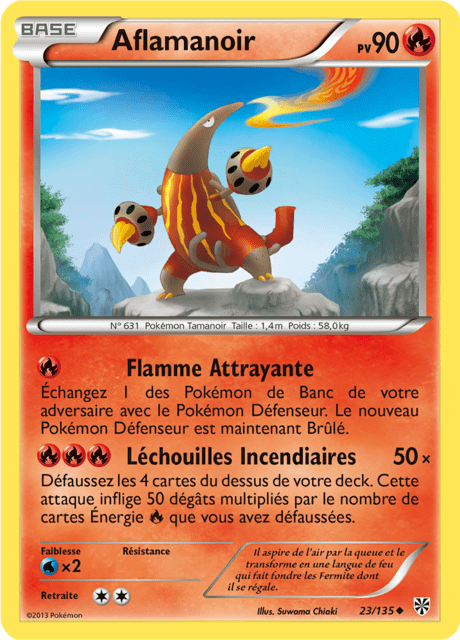 BASE Aflamanoir PV 90
N° 631 Pokémon Tamanoir Taille : 1,4m Poids : 58,0kg
Flamme Attrayante
Échangez 1 des Pokémon de Banc de votre
adversaire avec le Pokémon Défenseur. Le nouveau
Pokémon Défenseur est maintenant Brûlé.
Léchouilles Incendiaires 50×
Défaussez les 4 cartes du dessus de votre deck. Cette
attaque inflige 50 dégâts multipliés par le nombre de
cartes Énergie que vous avez défaussées.
Faiblesse Résistance
×2
Retraite
Il aspire de l'air par la queue et le
transforme en une langue de feu
qui fait fondre les Fermite dont
il se régale.
©2013 Pokémon Illus. Suwama Chiaki 23/135